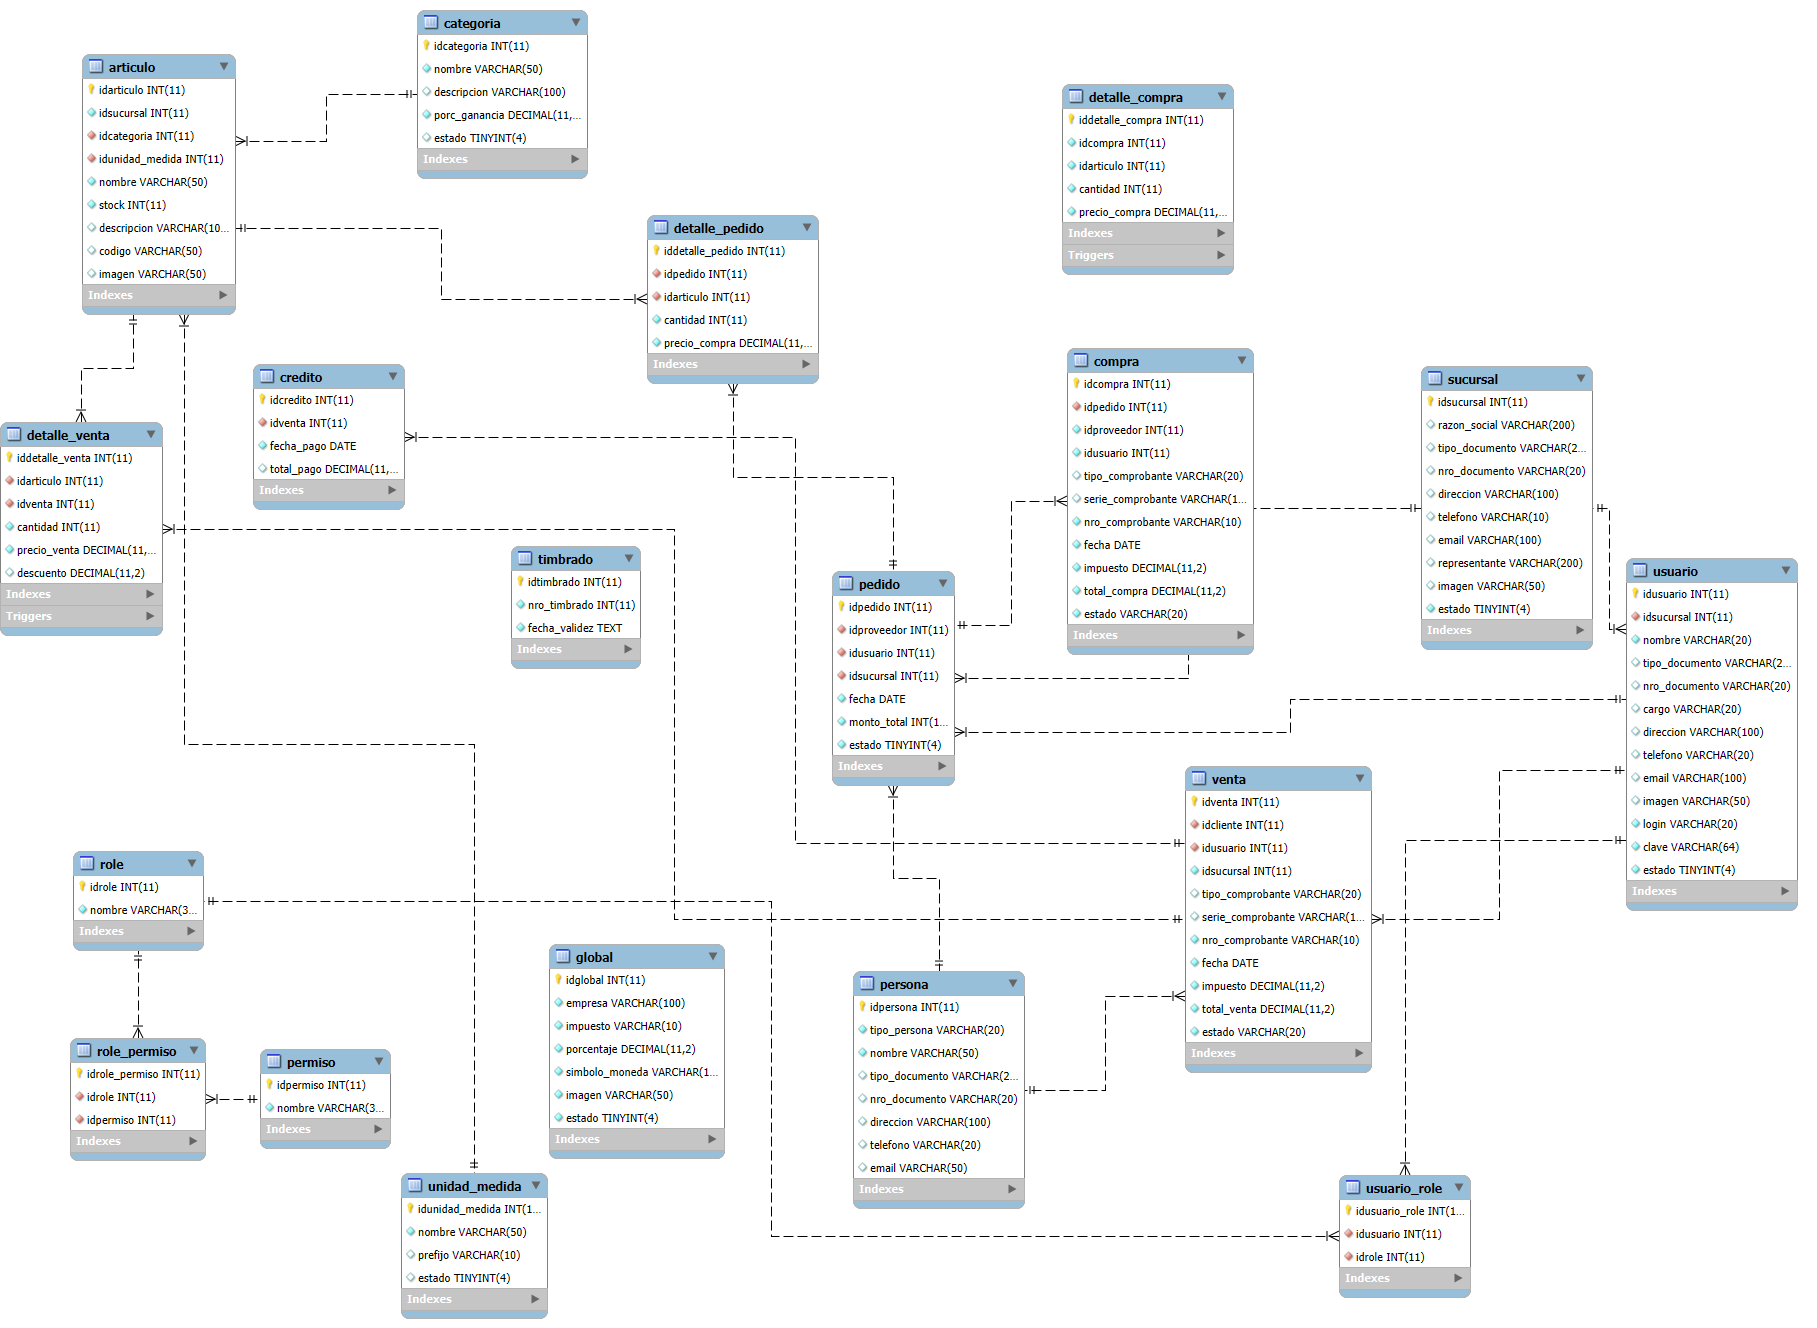 categoria
idcategoria INT(11)
nombre VARCHAR(50)
descripcion VARCHAR(100)
porc_ganancia DECIMAL(11,...
estado TINYINT(4)
Indexes
articulo
idarticulo INT(11)
idsucursal INT(11)
idcategoria INT(11)
idunidad_medida INT(11)
nombre VARCHAR(50)
stock INT(11)
descripcion VARCHAR(10...
codigo VARCHAR(50)
imagen VARCHAR(50)
Indexes
detalle_compra
iddetalle_compra INT(11)
idcompra INT(11)
idarticulo INT(11)
cantidad INT(11)
precio_compra DECIMAL(11,...
Indexes
Triggers
detalle_pedido
iddetalle_pedido INT(11)
idpedido INT(11)
idarticulo INT(11)
cantidad INT(11)
precio_compra DECIMAL(11,...
Indexes
credito
idcredito INT(11)
idventa INT(11)
fecha_pago DATE
total_pago DECIMAL(11,...
Indexes
compra
idcompra INT(11)
idpedido INT(11)
idproveedor INT(11)
idusuario INT(11)
tipo_comprobante VARCHAR(20)
serie_comprobante VARCHAR(1...
nro_comprobante VARCHAR(10)
fecha DATE
impuesto DECIMAL(11,2)
total_compra DECIMAL(11,2)
estado VARCHAR(20)
Indexes
sucursal
idsucursal INT(11)
razon_social VARCHAR(200)
tipo_documento VARCHAR(2...
nro_documento VARCHAR(20)
direccion VARCHAR(100)
telefono VARCHAR(10)
email VARCHAR(100)
representante VARCHAR(200)
imagen VARCHAR(50)
estado TINYINT(4)
Indexes
detalle_venta
iddetalle_venta INT(11)
idarticulo INT(11)
idventa INT(11)
cantidad INT(11)
precio_venta DECIMAL(11,...
descuento DECIMAL(11,2)
Indexes
Triggers
timbrado
idtimbrado INT(11)
nro_timbrado INT(11)
fecha_validez TEXT
Indexes
pedido
idpedido INT(11)
idproveedor INT(11)
idusuario INT(11)
idsucursal INT(11)
fecha DATE
monto_total INT(1...
estado TINYINT(4)
Indexes
usuario
idusuario INT(11)
idsucursal INT(11)
nombre VARCHAR(20)
tipo_documento VARCHAR(2...
nro_documento VARCHAR(20)
cargo VARCHAR(20)
direccion VARCHAR(100)
telefono VARCHAR(20)
email VARCHAR(100)
imagen VARCHAR(50)
login VARCHAR(20)
clave VARCHAR(64)
estado TINYINT(4)
Indexes
venta
idventa INT(11)
idcliente INT(11)
idusuario INT(11)
idsucursal INT(11)
tipo_comprobante VARCHAR(20)
serie_comprobante VARCHAR(1...
nro_comprobante VARCHAR(10)
fecha DATE
impuesto DECIMAL(11,2)
total_venta DECIMAL(11,2)
estado VARCHAR(20)
Indexes
role
idrole INT(11)
nombre VARCHAR(3...
Indexes
global
idglobal INT(11)
empresa VARCHAR(100)
impuesto VARCHAR(10)
porcentaje DECIMAL(11,2)
simbolo_moneda VARCHAR(1...
imagen VARCHAR(50)
estado TINYINT(4)
Indexes
persona
idpersona INT(11)
tipo_persona VARCHAR(20)
nombre VARCHAR(50)
tipo_documento VARCHAR(2...
nro_documento VARCHAR(20)
direccion VARCHAR(100)
telefono VARCHAR(20)
email VARCHAR(50)
Indexes
role_permiso
idrole_permiso INT(11)
idrole INT(11)
idpermiso INT(11)
Indexes
permiso
idpermiso INT(11)
nombre VARCHAR(3...
Indexes
unidad_medida
idunidad_medida INT(1...
nombre VARCHAR(50)
prefijo VARCHAR(10)
estado TINYINT(4)
Indexes
usuario_role
idusuario_role INT(1...
idusuario INT(11)
idrole INT(11)
Indexes